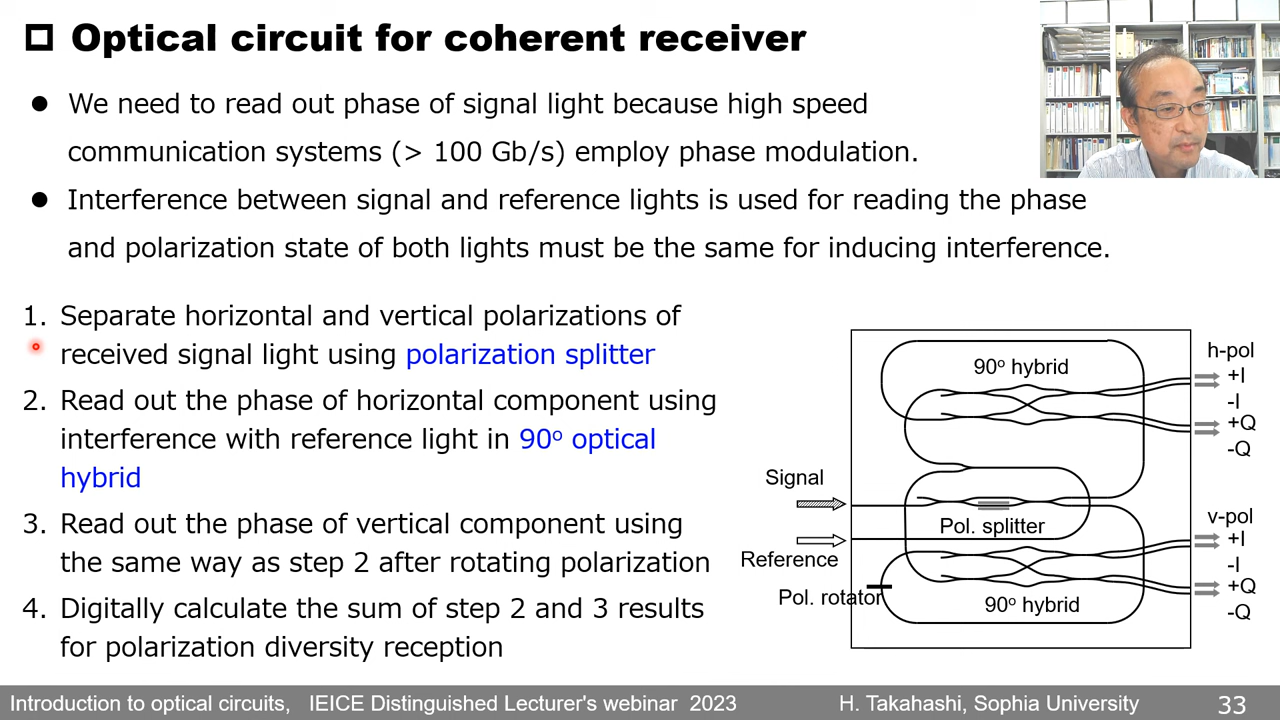 Optical circuit for coherent receiver
● We need to read out phase of signal light because high speed
communication systems (> 100 Gb/s) employ phase modulation.
● Interference between signal and reference lights is used for reading the phase
and polarization state of both lights must be the same for inducing interference.
1. Separate horizontal and vertical polarizations of
received signal light using polarization splitter
2. Read out the phase of horizontal component using
interference with reference light in 90º optical
hybrid
3. Read out the phase of vertical component using
the same way as step 2 after rotating polarization
4. Digitally calculate the sum of step 2 and 3 results
for polarization diversity reception
90º hybrid
h-pol
+I
-I
+Q
-Q
Signal
Pol. splitter
Reference
Pol. rotator
90º hybrid
v-pol
+I
-I
+Q
-Q
Introduction to optical circuits, IEICE Distinguished Lecturer's webinar 2023
H. Takahashi, Sophia University
33